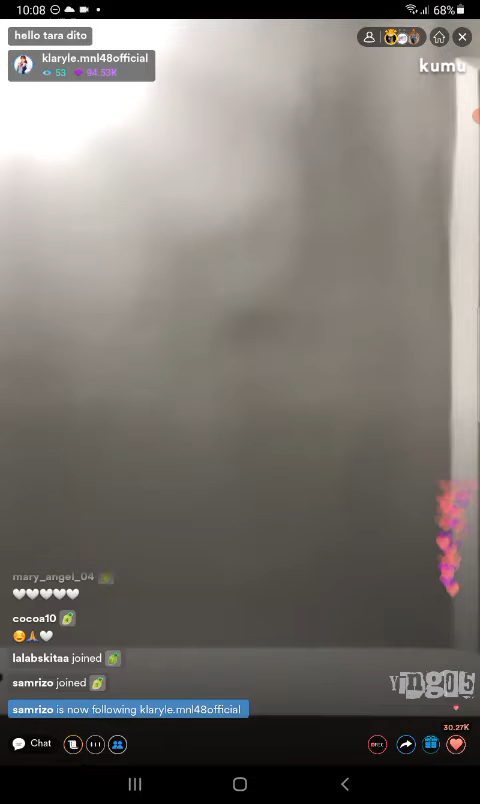 10:08
68%
hello tara dito
klaryle.mnl48official
53 94.53K
kumu
mary_angel_04
cocoa10
lalabskitaa joined
samrizo joined
samrizo is now following klaryle.mnl48official
Yingo5
30.27K
Chat